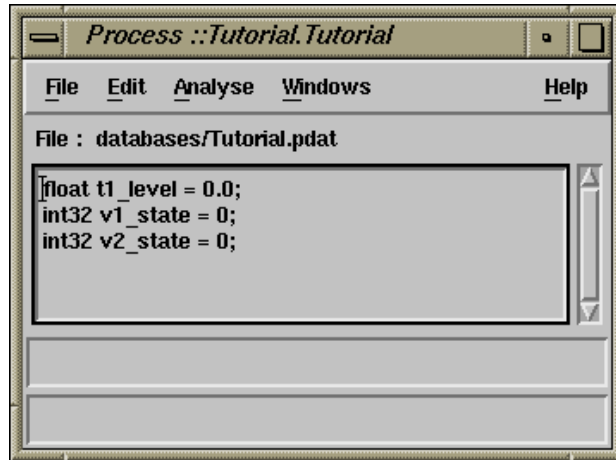 Process ::Tutorial.Tutorial
File Edit Analyse Windows Help
File : databases/Tutorial.pdat
float t1_level = 0.0;
int32 v1_state = 0;
int32 v2_state = 0;